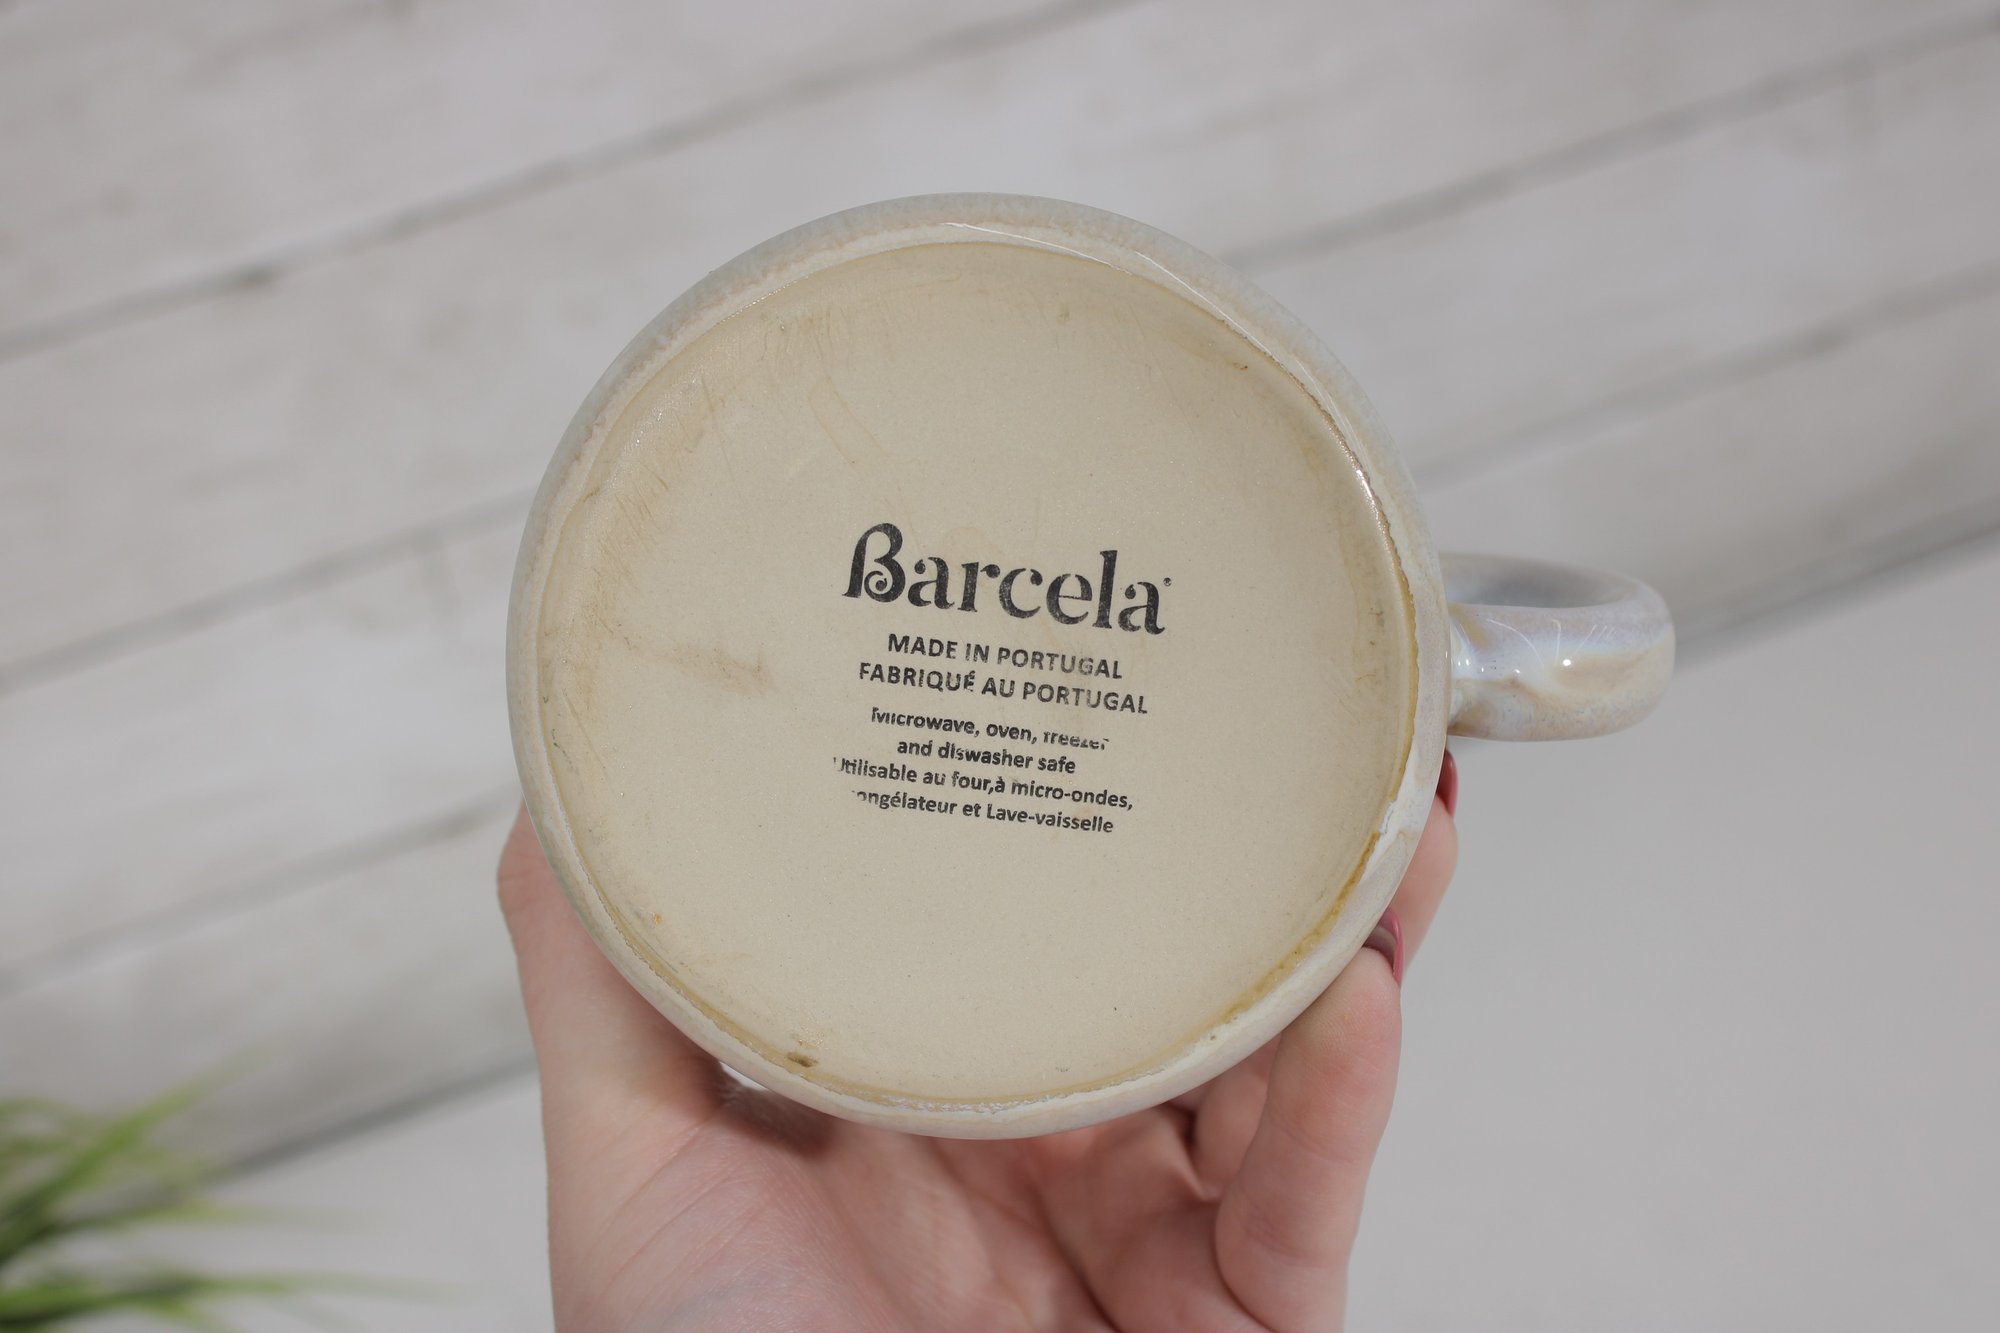 Barcela®
MADE IN PORTUGAL
FABRIQUÉ AU PORTUGAL
Microwave, oven, freezer
and diswasher safe
Utilisable au four,à micro-ondes,
congélateur et Lave-vaisselle